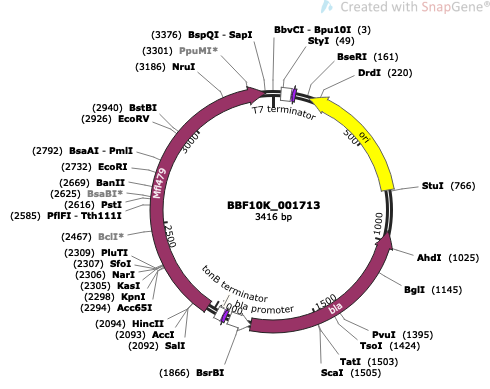 Created with SnapGene®
(3376) BspQI - SapI
BbvCI - Bpu10I (3)
StyI (49)
(3301) PpuMI*
BseRI (161)
(3186) NruI
DrdI (220)
T7 terminator
(2940) BstBI
(2926) EcoRV
ori
500
3000
(2792) BsaAI - PmlI
(2732) EcoRI
(2669) BanII
(2625) BsaBI*
(2616) PstI
(2585) PflFI - Tth111I
Mfl479
StuI (766)
BBF10K_001713
3416 bp
1000
2500
(2467) BclI*
(2309) PluTI
(2307) SfoI
(2306) NarI
(2305) KasI
(2298) KpnI
(2294) Acc65I
AhdI (1025)
BglI (1145)
tonB terminator
bla promoter
1500
bla
(2094) HincII
(2093) AccI
(2092) SalI
PvuI (1395)
TsoI (1424)
TatI (1503)
ScaI (1505)
(1866) BsrBI